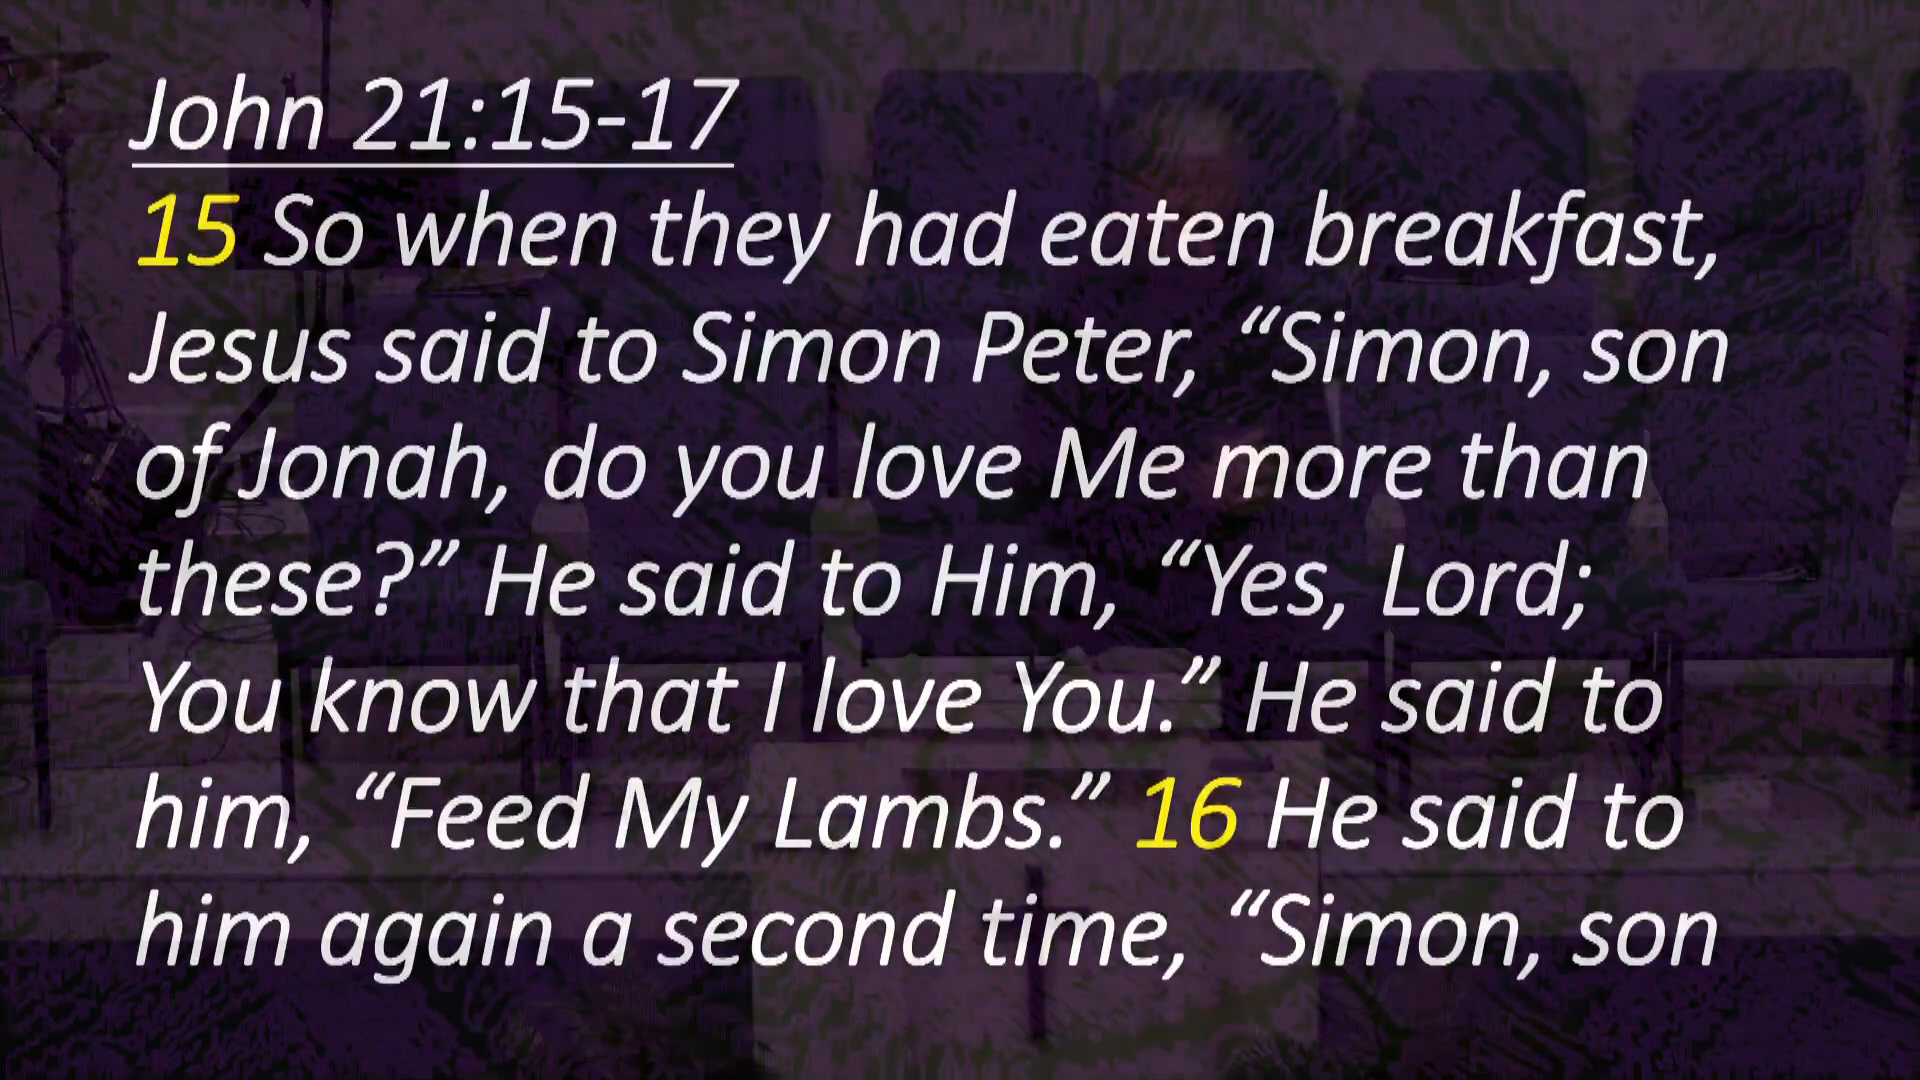 John 21:15-17
15 So when they had eaten breakfast,
Jesus said to Simon Peter, “Simon, son
of Jonah, do you love Me more than
these?” He said to Him, “Yes, Lord;
You know that I love You.” He said to
him, “Feed My Lambs.” 16 He said to
him again a second time, “Simon, son